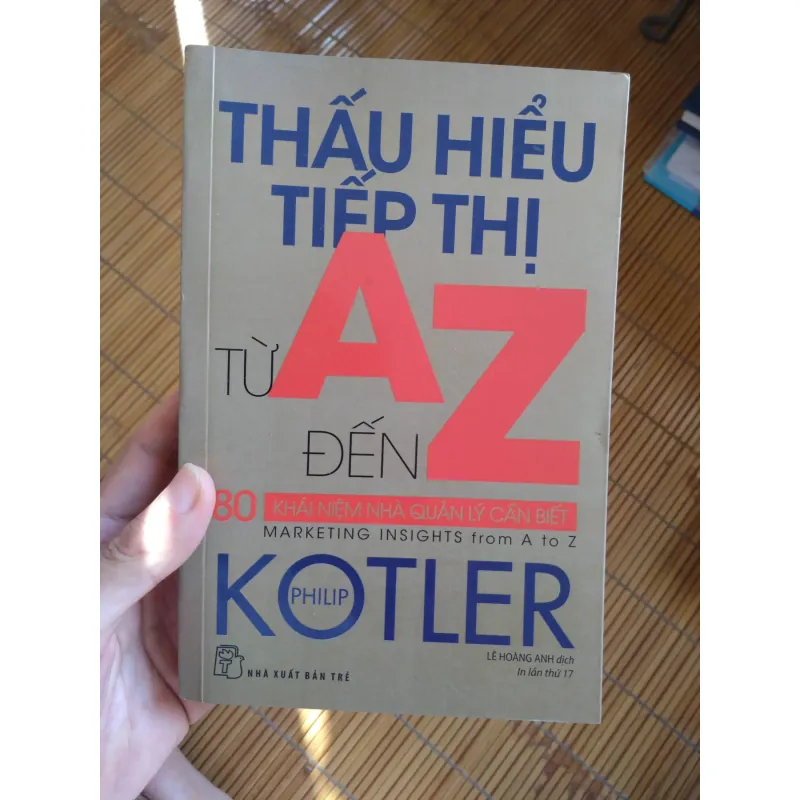 THẤU HIỂU
TIẾP THỊ
TỪ A
ĐẾN Z
80 KHÁI NIỆM NHÀ QUẢN LÝ CẦN BIẾT
MARKETING INSIGHTS from A to Z
PHILIP
KOTLER
LÊ HOÀNG ANH dịch
In lần thứ 17
NHÀ XUẤT BẢN TRẺ